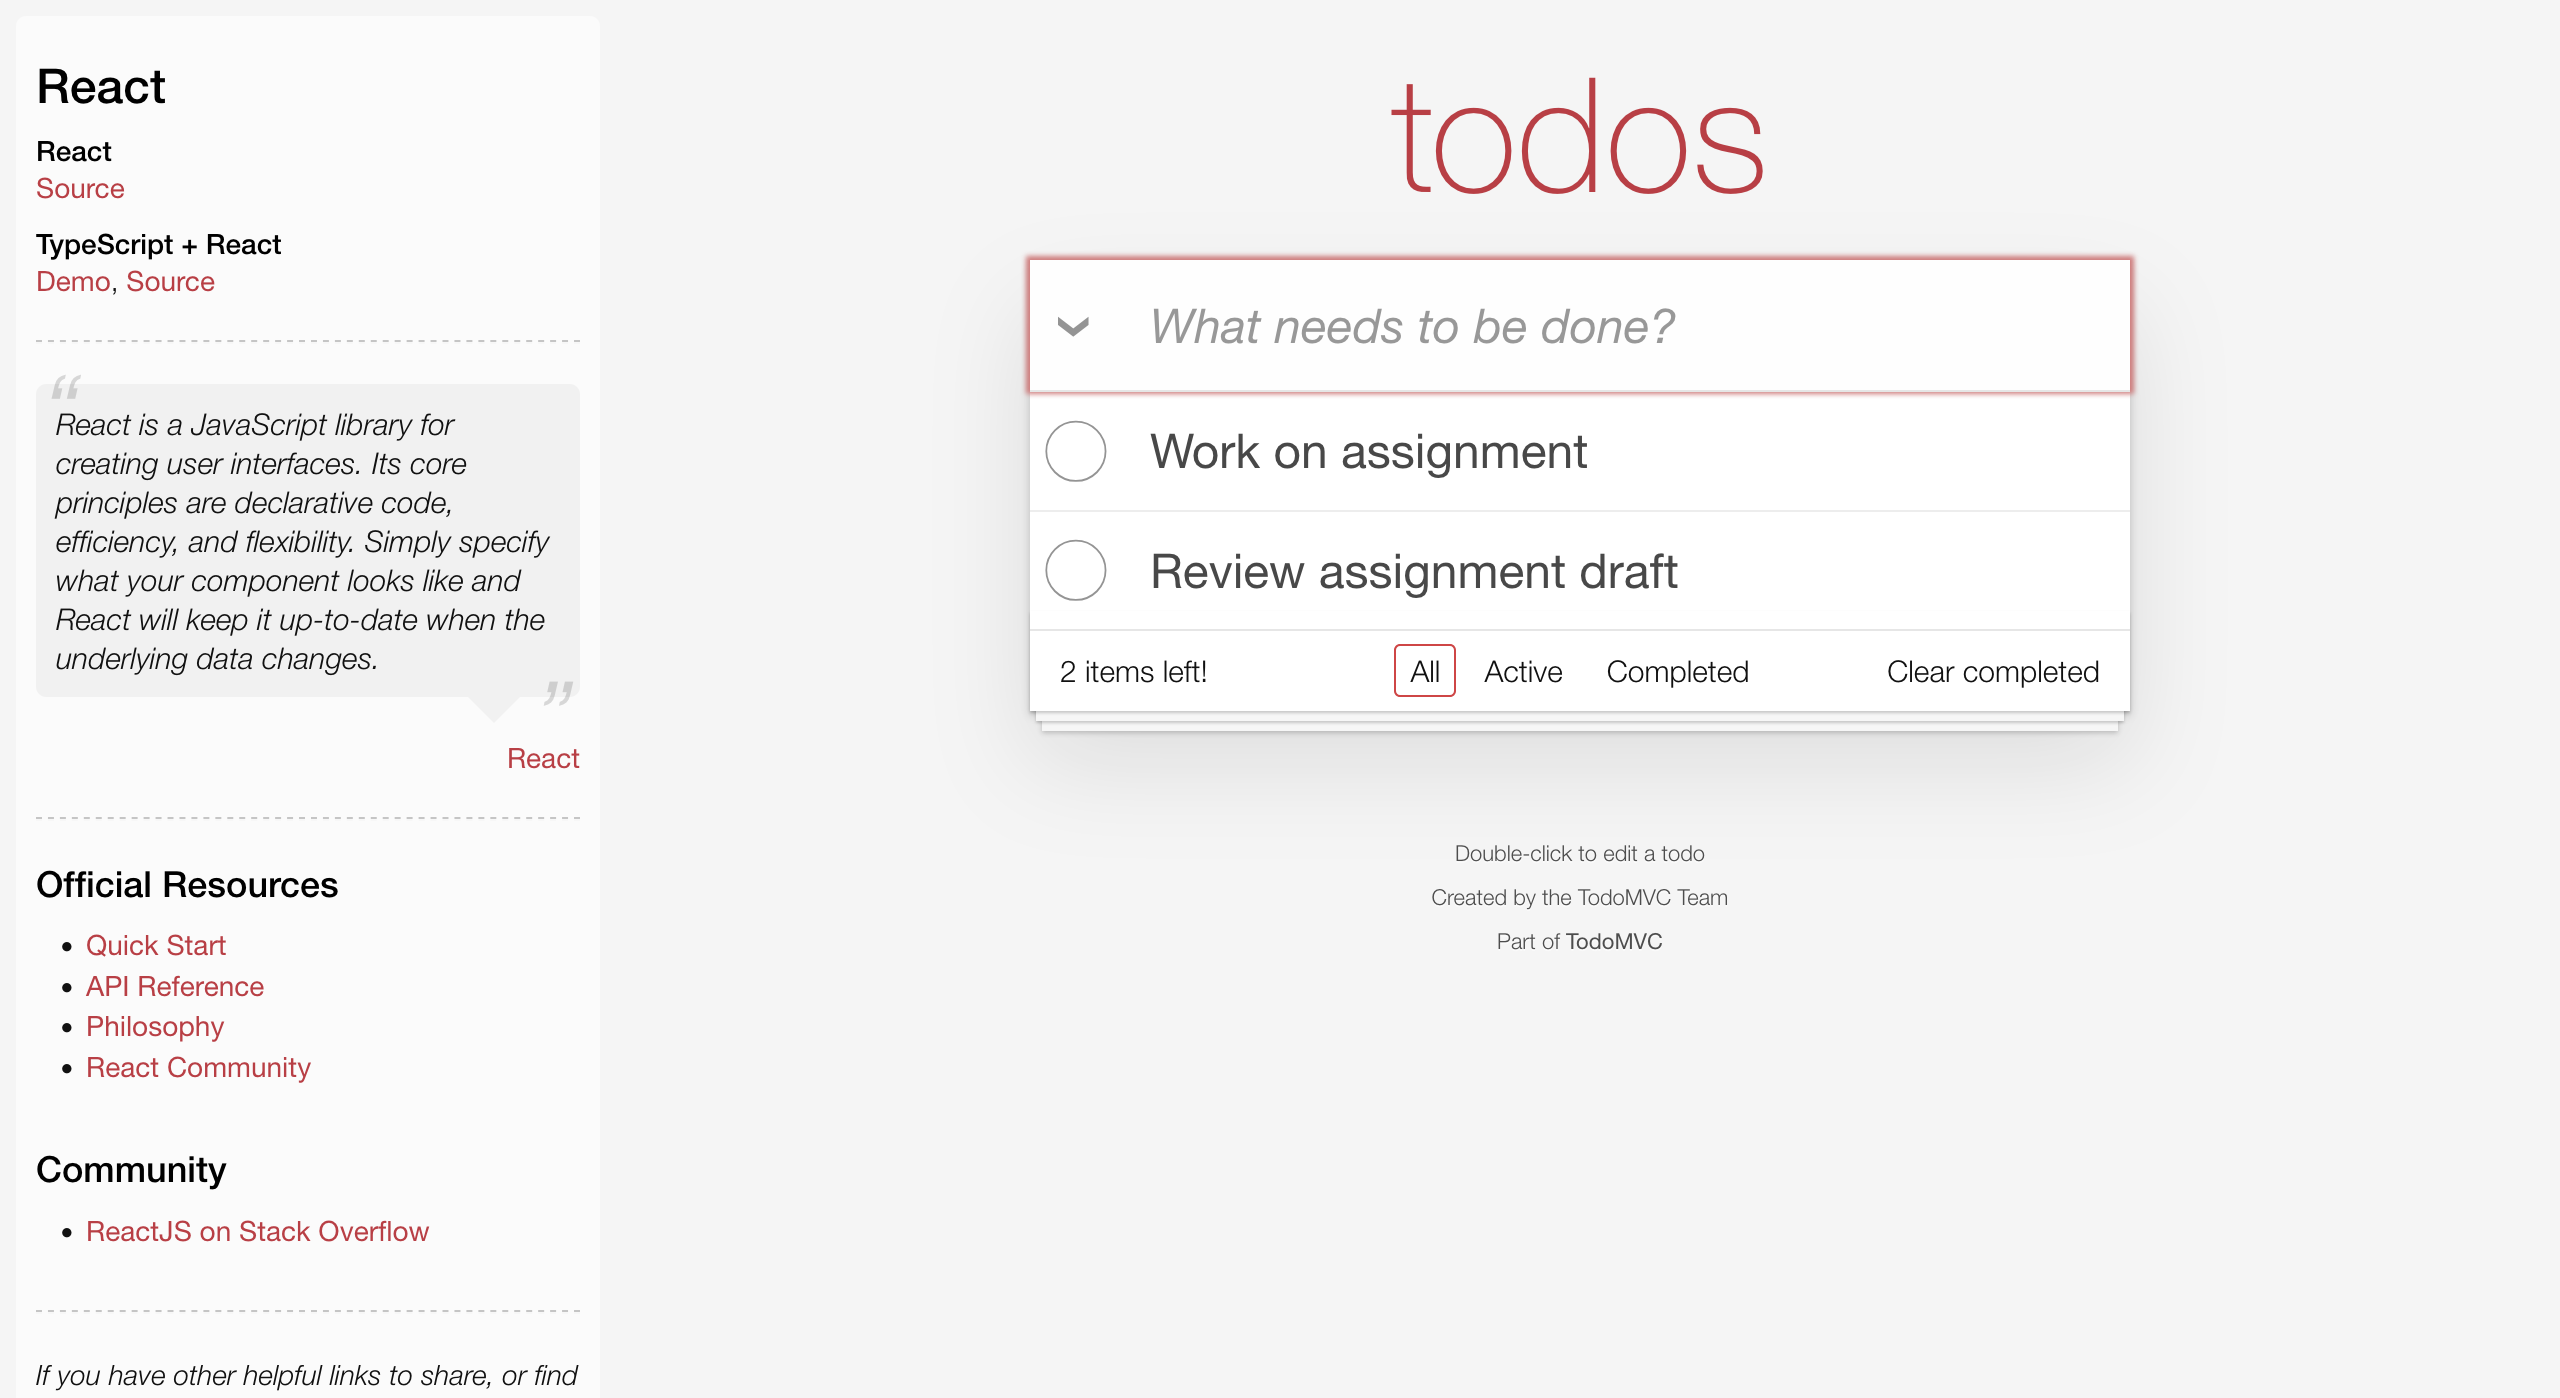 React
React
Source
TypeScript + React
Demo, Source
“
React is a JavaScript library for
creating user interfaces. Its core
principles are declarative code,
efficiency, and flexibility. Simply specify
what your component looks like and
React will keep it up-to-date when the
underlying data changes.
”
React
Official Resources
• Quick Start
• API Reference
• Philosophy
• React Community
Community
• ReactJS on Stack Overflow
If you have other helpful links to share, or find
todos
What needs to be done?
Work on assignment
Review assignment draft
2 items left! All Active Completed Clear completed
Double-click to edit a todo
Created by the TodoMVC Team
Part of TodoMVC